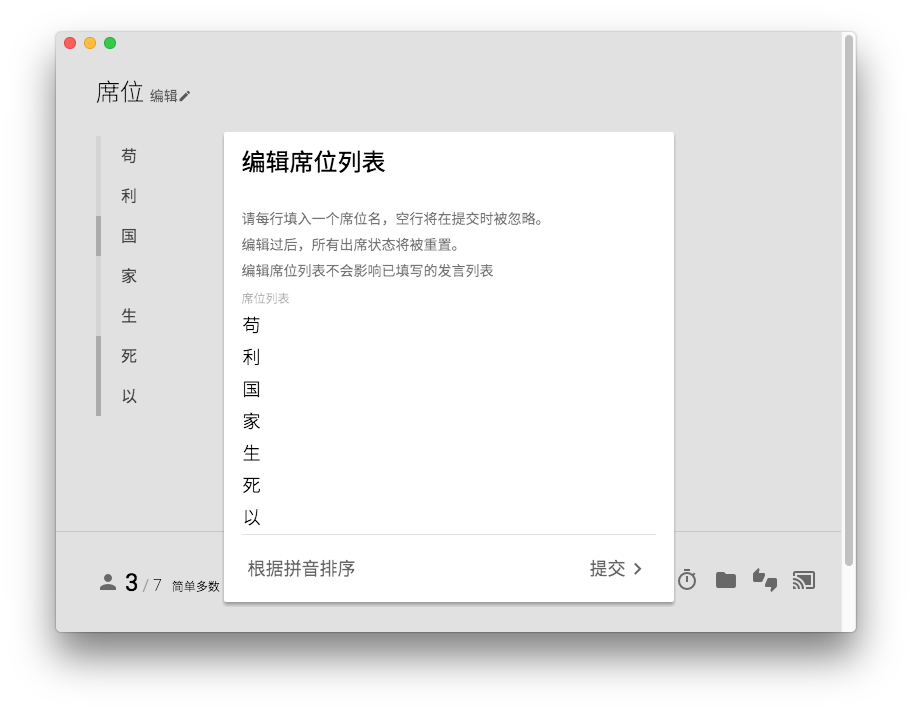 席位 编辑
苟
利
国
家
生
死
以
编辑席位列表
请每行填入一个席位名，空行将在提交时被忽略。
编辑过后，所有出席状态将被重置。
编辑席位列表不会影响已填写的发言列表
席位列表
苟
利
国
家
生
死
以
根据拼音排序 提交
3 / 7 简单多数